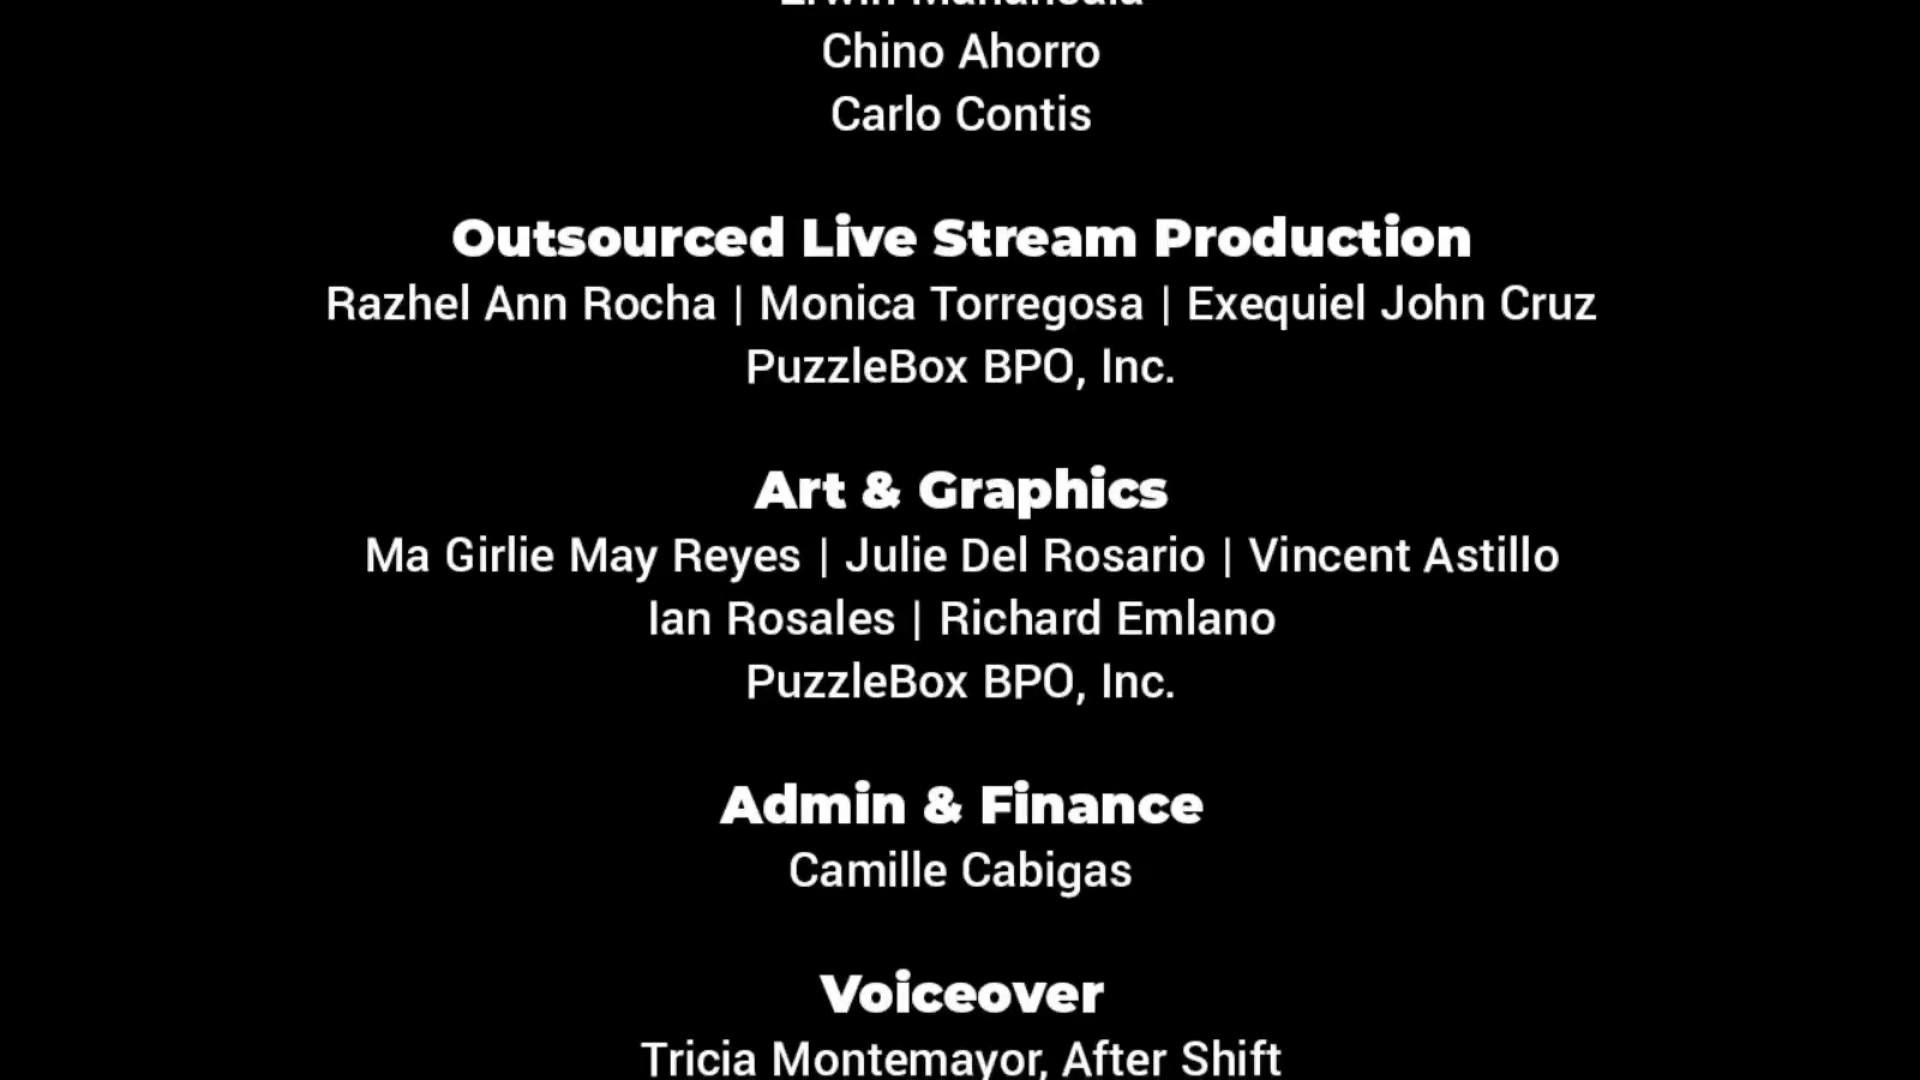 Chino Ahorro
Carlo Contis
Outsourced Live Stream Production
Razhel Ann Rocha | Monica Torregosa | Exequiel John Cruz
PuzzleBox BPO, Inc.
Art & Graphics
Ma Girlie May Reyes | Julie Del Rosario | Vincent Astillo
Ian Rosales | Richard Emlano
PuzzleBox BPO, Inc.
Admin & Finance
Camille Cabigas
Voiceover
Tricia Montemayor, After Shift